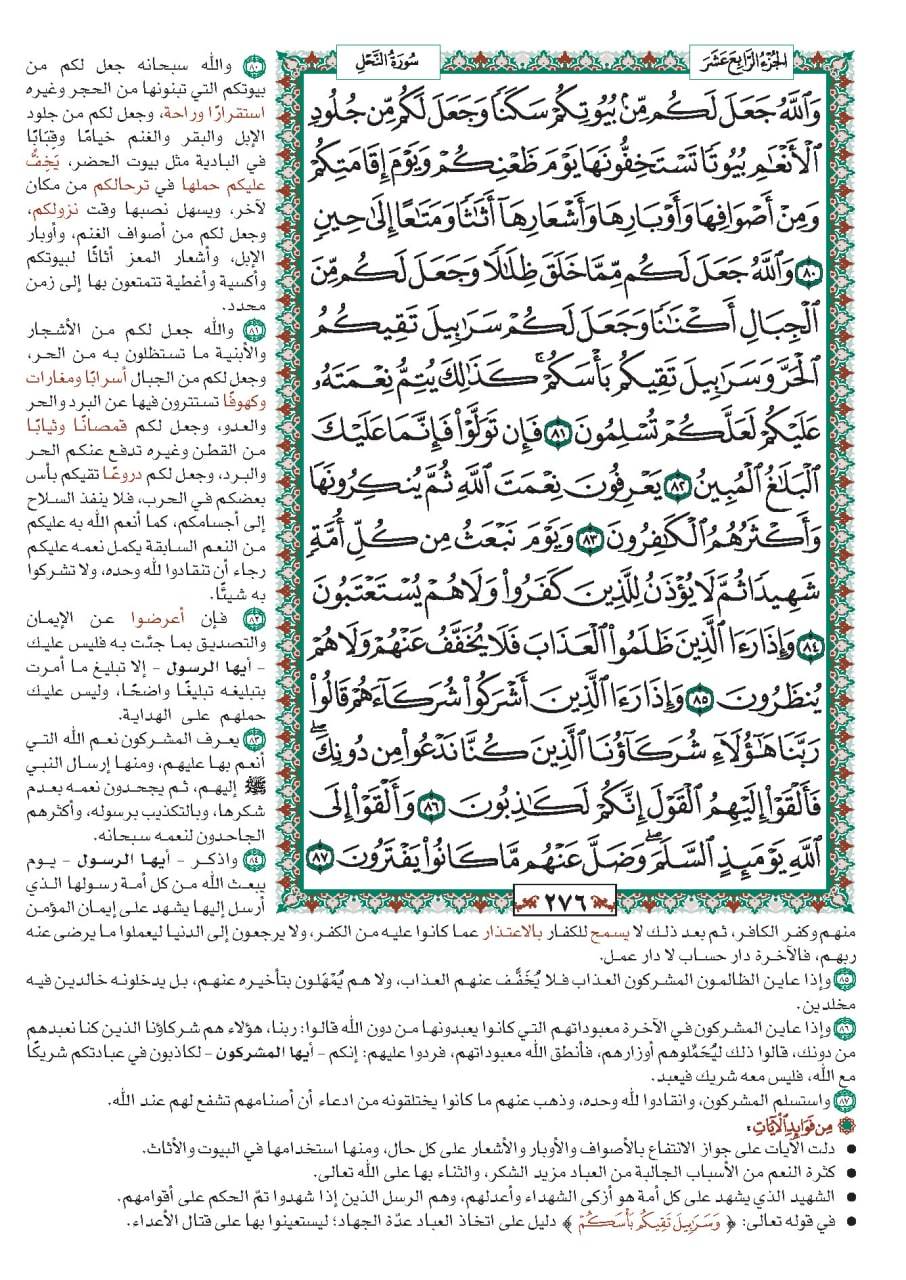 الجزء الرابع عشر
سورة النحل
وَاللَّهُ جَعَلَ لَكُم مِّنۢ بُيُوتِكُمْ سَكَنًا وَجَعَلَ لَكُم مِّن جُلُودِ
الْأَنْعَٰمِ بُيُوتًا تَسْتَخِفُّونَهَا يَوْمَ ظَعْنِكُمْ وَيَوْمَ إِقَامَتِكُمْ
وَمِنْ أَصْوَافِهَا وَأَوْبَارِهَا وَأَشْعَارِهَآ أَثَٰثًا وَمَتَٰعًا إِلَىٰ حِينٍ
٨٠ وَاللَّهُ جَعَلَ لَكُم مِّمَّا خَلَقَ ظِلَٰلًا وَجَعَلَ لَكُم مِّنَ
الْجِبَالِ أَكْنَٰنًا وَجَعَلَ لَكُمْ سَرَٰبِيلَ تَقِيكُمُ
الْحَرَّ وَسَرَٰبِيلَ تَقِيكُم بَأْسَكُمْ ۚ كَذَٰلِكَ يُتِمُّ نِعْمَتَهُۥ
عَلَيْكُمْ لَعَلَّكُمْ تُسْلِمُونَ ٨١ فَإِن تَوَلَّوْا۟ فَإِنَّمَا عَلَيْكَ
الْبَلَٰغُ الْمُبِينُ ٨٢ يَعْرِفُونَ نِعْمَتَ اللَّهِ ثُمَّ يُنكِرُونَهَا
وَأَكْثَرُهُمُ الْكَٰفِرُونَ ٨٣ وَيَوْمَ نَبْعَثُ مِن كُلِّ أُمَّةٍ
شَهِيدًا ثُمَّ لَا يُؤْذَنُ لِلَّذِينَ كَفَرُوا۟ وَلَا هُمْ يُسْتَعْتَبُونَ
٨٤ وَإِذَا رَءَا الَّذِينَ ظَلَمُوا۟ الْعَذَابَ فَلَا يُخَفَّفُ عَنْهُمْ وَلَا هُمْ
يُنظَرُونَ ٨٥ وَإِذَا رَءَا الَّذِينَ أَشْرَكُوا۟ شُرَكَآءَهُمْ قَالُوا۟
رَبَّنَا هَٰٓؤُلَآءِ شُرَكَآؤُنَا الَّذِينَ كُنَّا نَدْعُوا۟ مِن دُونِكَ ۖ
فَأَلْقَوْا۟ إِلَيْهِمُ الْقَوْلَ إِنَّكُمْ لَكَٰذِبُونَ ٨٦ وَأَلْقَوْا۟ إِلَى
اللَّهِ يَوْمَئِذٍ السَّلَمَ ۖ وَضَلَّ عَنْهُم مَّا كَانُوا۟ يَفْتَرُونَ ٨٧
٢٧٦
٨٠ والله سبحانه جعل لكم من
بيوتكم التي تبنونها من الحجر وغيره
استقرارًا وراحة، وجعل لكم من جلود
الإبل والبقر والغنم خيامًا وقِبَابًا
في البادية مثل بيوت الحضر، يَخِفُّ
عليكم حملها في ترحالكم من مكان
لآخر، ويسهل نصبها وقت نزولكم،
وجعل لكم من أصواف الغنم، وأوبار
الإبل، وأشعار المعز أثاثًا لبيوتكم
وأكسية وأغطية تتمتعون بها إلى زمن
محدد.
٨١ والله جعل لكم من الأشجار
والأبنية ما تستظلون به من الحر،
وجعل لكم من الجبال أسرابًا ومغارات
وكهوفًا تستترون فيها عن البرد والحر
والعدو، وجعل لكم قمصانًا وثيابًا
من القطن وغيره تدفع عنكم الحر
والبرد، وجعل لكم دروعًا تتقيكم بأس
بعضكم في الحرب، فلا ينفذ السلاح
إلى أجسامكم، كما أنعم الله به عليكم
من النعم السابقة يكمل نعمه عليكم
رجاء أن تنقادوا لله وحده، ولا تشركوا
به شيئًا.
٨٢ فإن أعرضوا عن الإيمان
والتصديق بما جئت به فليس عليك
- أيها الرسول - إلا تبليغ ما أمرت
بتبليغه تبليغًا واضحًا، وليس عليك
حملهم على الهداية.
٨٣ يعرف المشركون نعم الله التي
أنعم بها عليهم، ومنها إرسال النبي
ﷺ إليهم، ثم يجحدون نعمه بعدم
شكرها، وبالتكذيب برسوله، وأكثرهم
الجاحدون لنعمه سبحانه.
٨٤ واذكر - أيها الرسول - يوم
يبعث الله من كل أمة رسولها الذي
أرسل إليها يشهد على إيمان المؤمن
منهم وكفر الكافر، ثم بعد ذلك لا يسمح للكفار بالاعتذار عما كانوا عليه من الكفر، ولا يرجعون إلى الدنيا ليعملوا ما يرضى عنه
ربهم، فالآخرة دار حساب لا دار عمل.
٨٥ وإذا عاين الظالمون المشركون العذاب فلا يُخَفَّف عنهم العذاب، ولا هم يُمْهَلون بتأخيره عنهم، بل يدخلونه خالدين فيه
مخلدين.
٨٦ وإذا عاين المشركون في الآخرة معبوداتهم التي كانوا يعبدونها من دون الله قالوا: ربنا، هؤلاء هم شركاؤنا الذين كنا نعبدهم
من دونك، قالوا ذلك ليُحَمِّلوهم أوزارهم، فأنطق الله معبوداتهم، فردوا عليهم: إنكم - أيها المشركون - لكاذبون في عبادتكم شريكًا
مع الله، فليس معه شريك فيعبد.
٨٧ واستسلم المشركون، وانقادوا لله وحده، وذهب عنهم ما كانوا يختلقونه من ادعاء أن أصنامهم تشفع لهم عند الله.
من فوائد الآيات:
• دلت الآيات على جواز الانتفاع بالأصواف والأوبار والأشعار على كل حال، ومنها استخدامها في البيوت والأثاث.
• كثرة النعم من الأسباب الجالبة من العباد مزيد الشكر، والثناء بها على الله تعالى.
• الشهيد الذي يشهد على كل أمة هو أزكى الشهداء وأعدلهم، وهم الرسل الذين إذا شهدوا تمّ الحكم على أقوامهم.
• في قوله تعالى: ﴿ وَسَرَٰبِيلَ تَقِيكُم بَأْسَكُمْ ﴾ دليل على اتخاذ العباد عدّة الجهاد؛ ليستعينوا بها على قتال الأعداء.